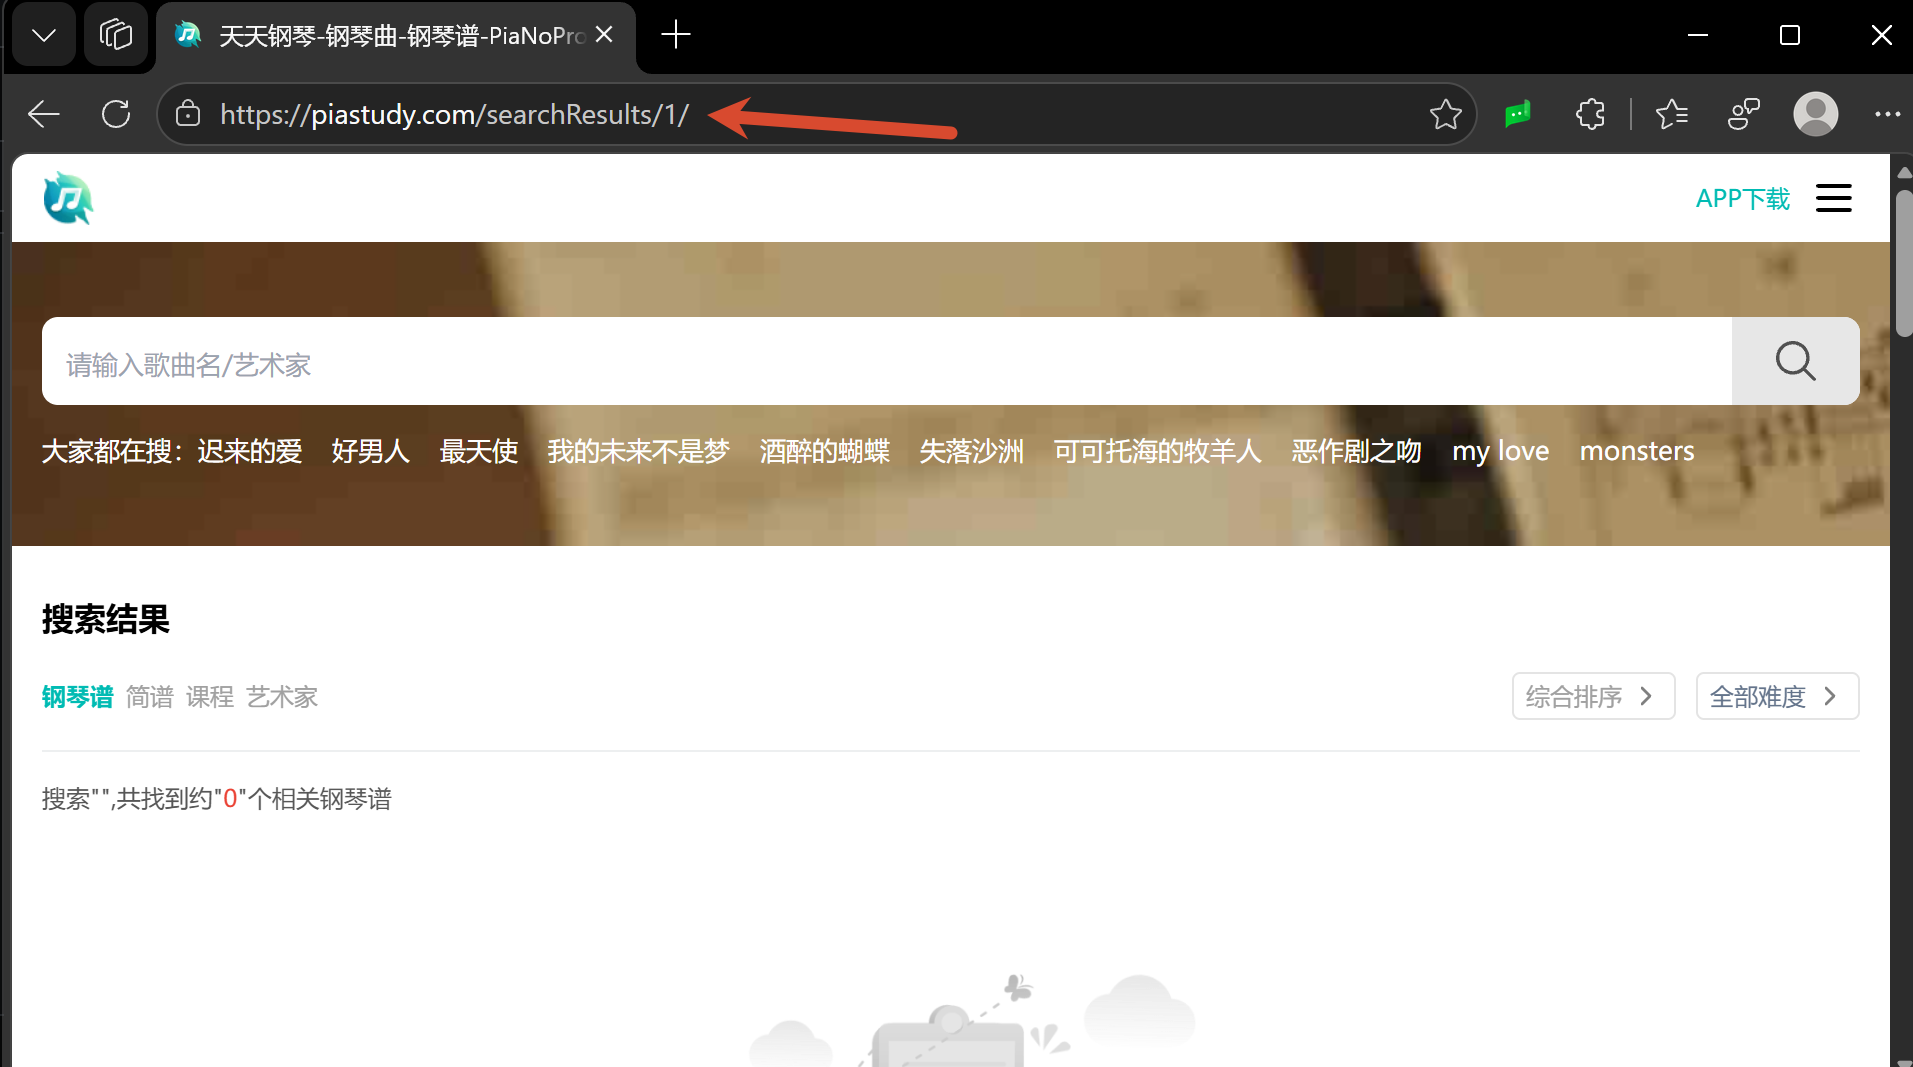 天天钢琴-钢琴曲-钢琴谱-PiaNoPro
https://piastudy.com/searchResults/1/
APP下载
请输入歌曲名/艺术家
大家都在搜：迟来的爱 好男人 最天使 我的未来不是梦 酒醉的蝴蝶 失落沙洲 可可托海的牧羊人 恶作剧之吻 my love monsters
搜索结果
钢琴谱 简谱 课程 艺术家 综合排序 全部难度
搜索"",共找到约"0"个相关钢琴谱